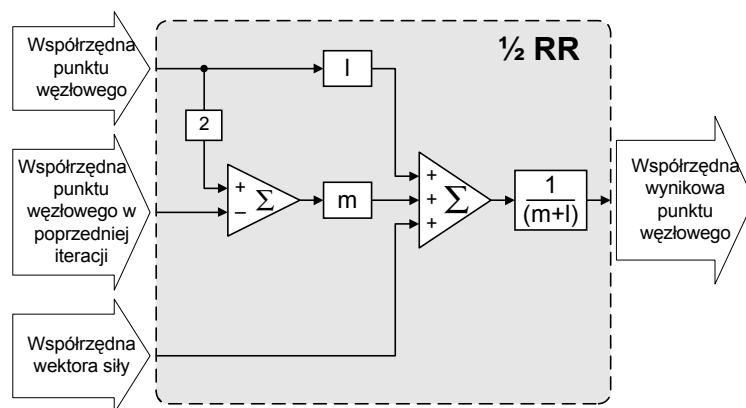 Współrzędna
punktu
węzłowego
Współrzędna
punktu
węzłowego w
poprzedniej
iteracji
Współrzędna
wektora siły
½ RR
l
2
+
−
Σ
m
+
+
+
Σ
1
(m+l)
Współrzędna
wynikowa
punktu
węzłowego